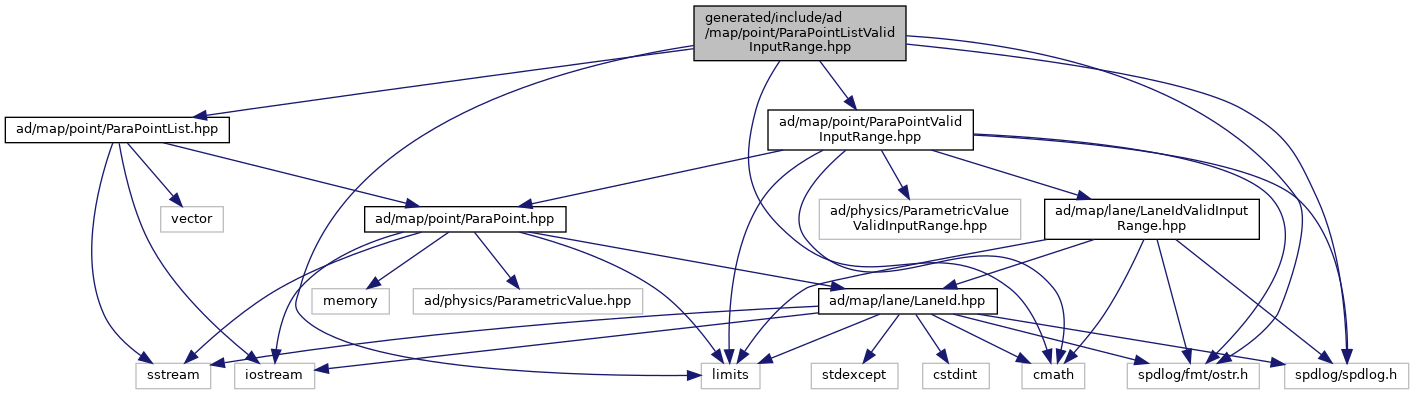 generated/include/ad
/map/point/ParaPointListValid
InputRange.hpp
ad/map/point/ParaPointList.hpp
ad/map/point/ParaPointValid
InputRange.hpp
vector
ad/map/point/ParaPoint.hpp
ad/physics/ParametricValue
ValidInputRange.hpp
ad/map/lane/LaneIdValidInput
Range.hpp
memory
ad/physics/ParametricValue.hpp
ad/map/lane/LaneId.hpp
sstream
iostream
limits
stdexcept
cstdint
cmath
spdlog/fmt/ostr.h
spdlog/spdlog.h